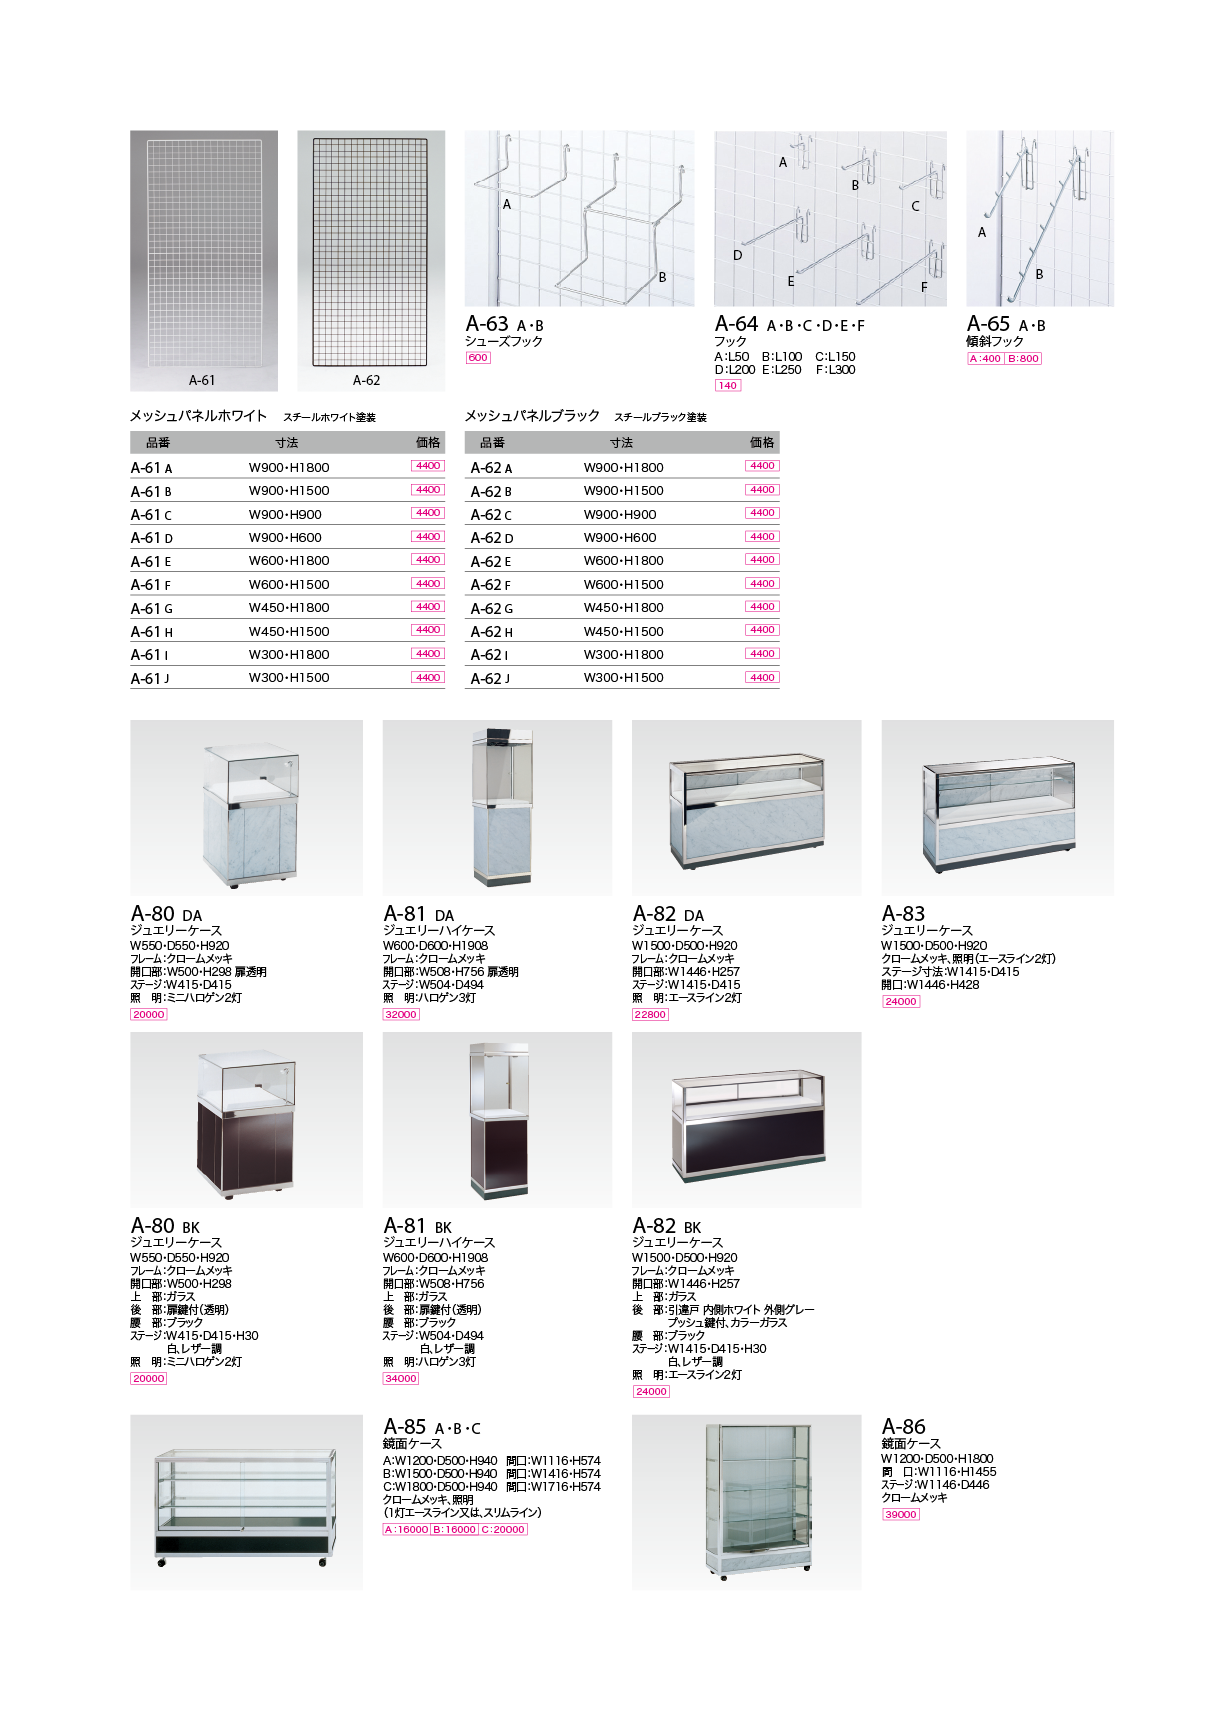 A-61
A-62
A
B
A
B
C
D
E
F
A
B
A-63 A・B
シューズフック
600
A-64 A・B・C・D・E・F
フック
A:L50 B:L100 C:L150
D:L200 E:L250 F:L300
140
A-65 A・B
傾斜フック
A:400 B:800
メッシュパネルホワイト スチールホワイト塗装
品番 寸法 価格
A-61 A W900・H1800 4400
A-61 B W900・H1500 4400
A-61 C W900・H900 4400
A-61 D W900・H600 4400
A-61 E W600・H1800 4400
A-61 F W600・H1500 4400
A-61 G W450・H1800 4400
A-61 H W450・H1500 4400
A-61 I W300・H1800 4400
A-61 J W300・H1500 4400
メッシュパネルブラック スチールブラック塗装
品番 寸法 価格
A-62 A W900・H1800 4400
A-62 B W900・H1500 4400
A-62 C W900・H900 4400
A-62 D W900・H600 4400
A-62 E W600・H1800 4400
A-62 F W600・H1500 4400
A-62 G W450・H1800 4400
A-62 H W450・H1500 4400
A-62 I W300・H1800 4400
A-62 J W300・H1500 4400
A-80 DA
ジュエリーケース
W550・D550・H920
フレーム:クロームメッキ
開口部:W500・H298 扉透明
ステージ:W415・D415
照 明:ミニハロゲン2灯
20000
A-81 DA
ジュエリーハイケース
W600・D600・H1908
フレーム:クロームメッキ
開口部:W508・H756 扉透明
ステージ:W504・D494
照 明:ハロゲン3灯
32000
A-82 DA
ジュエリーケース
W1500・D500・H920
フレーム:クロームメッキ
開口部:W1446・H257
ステージ:W1415・D415
照 明:エースライン2灯
22800
A-83
ジュエリーケース
W1500・D500・H920
クロームメッキ、照明(エースライン2灯)
ステージ寸法:W1415・D415
開口:W1446・H428
24000
A-80 BK
ジュエリーケース
W550・D550・H920
フレーム:クロームメッキ
開口部:W500・H298
上 部:ガラス
後 部:扉鍵付(透明)
腰 部:ブラック
ステージ:W415・D415・H30
白、レザー調
照 明:ミニハロゲン2灯
20000
A-81 BK
ジュエリーハイケース
W600・D600・H1908
フレーム:クロームメッキ
開口部:W508・H756
上 部:ガラス
後 部:扉鍵付(透明)
腰 部:ブラック
ステージ:W504・D494
白、レザー調
照 明:ハロゲン3灯
34000
A-82 BK
ジュエリーケース
W1500・D500・H920
フレーム:クロームメッキ
開口部:W1446・H257
上 部:ガラス
後 部:引違戸 内側ホワイト 外側グレー
プッシュ鍵付、カラーガラス
腰 部:ブラック
ステージ:W1415・D415・H30
白、レザー調
照 明:エースライン2灯
24000
A-85 A・B・C
鏡面ケース
A:W1200・D500・H940 間口:W1116・H574
B:W1500・D500・H940 間口:W1416・H574
C:W1800・D500・H940 間口:W1716・H574
クロームメッキ、照明
(1灯エースライン又は、スリムライン)
A:16000 B:16000 C:20000
A-86
鏡面ケース
W1200・D500・H1800
間 口:W1116・H1455
ステージ:W1146・D446
クロームメッキ
39000